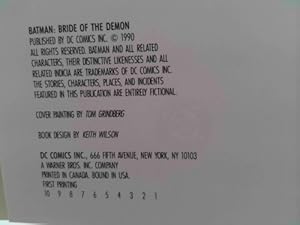 BATMAN: BRIDE OF THE DEMON
PUBLISHED BY DC COMICS INC. © 1990
ALL RIGHTS RESERVED. BATMAN AND ALL RELATED
CHARACTERS, THEIR DISTINCTIVE LIKENESSES AND ALL
RELATED INDICIA ARE TRADEMARKS OF DC COMICS INC.
THE STORIES, CHARACTERS, PLACES, AND INCIDENTS
FEATURED IN THIS PUBLICATION ARE ENTIRELY FICTIONAL.
COVER PAINTING BY TOM GRINDBERG
BOOK DESIGN BY KEITH WILSON
DC COMICS INC., 666 FIFTH AVENUE, NEW YORK, NY 10103
A WARNER BROS. INC. COMPANY
PRINTED IN CANADA. BOUND IN USA.
FIRST PRINTING
10 9 8 7 6 5 4 3 2 1